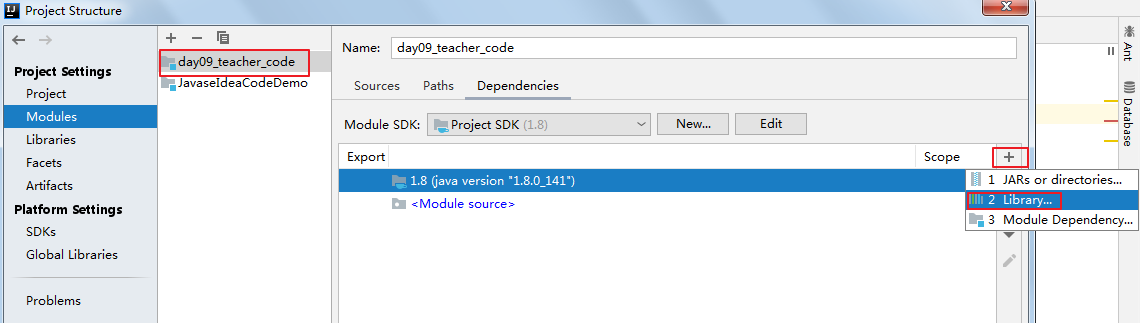 Project Structure
Project Settings
Project
Modules
Libraries
Facets
Artifacts
Platform Settings
SDKs
Global Libraries
Problems
day09_teacher_code
JavaseIdeaCodeDemo
Name: day09_teacher_code
Sources Paths Dependencies
Module SDK: Project SDK (1.8) New... Edit
Export Scope
1.8 (java version "1.8.0_141")
<Module source>
1 JARs or directories...
2 Library...
3 Module Dependency...
Ant
Database